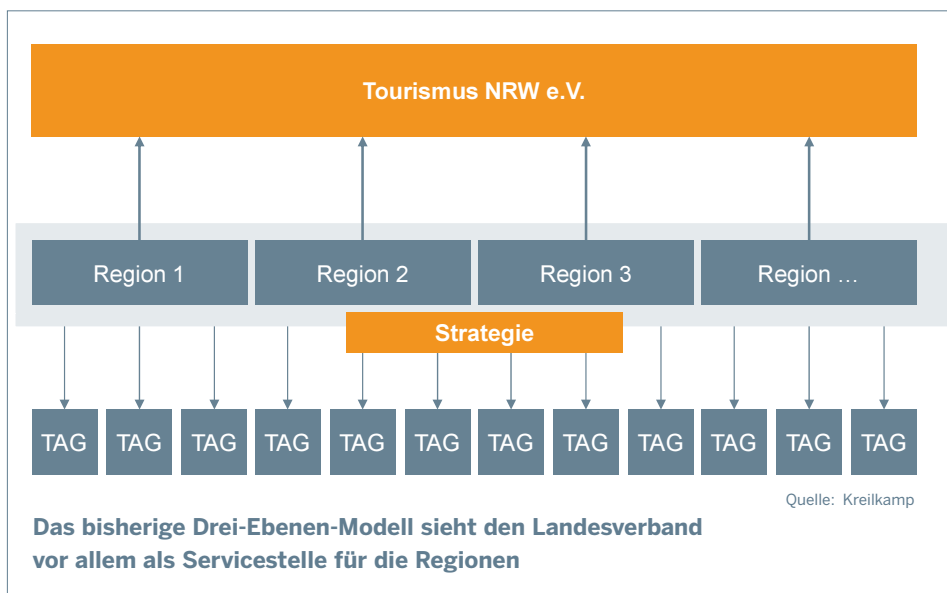 Tourismus NRW e.V.
Region 1 Region 2 Region 3 Region ...
Strategie
TAG TAG TAG TAG TAG TAG TAG TAG TAG TAG TAG TAG
Quelle: Kreilkamp
Das bisherige Drei-Ebenen-Modell sieht den Landesverband
vor allem als Servicestelle für die Regionen